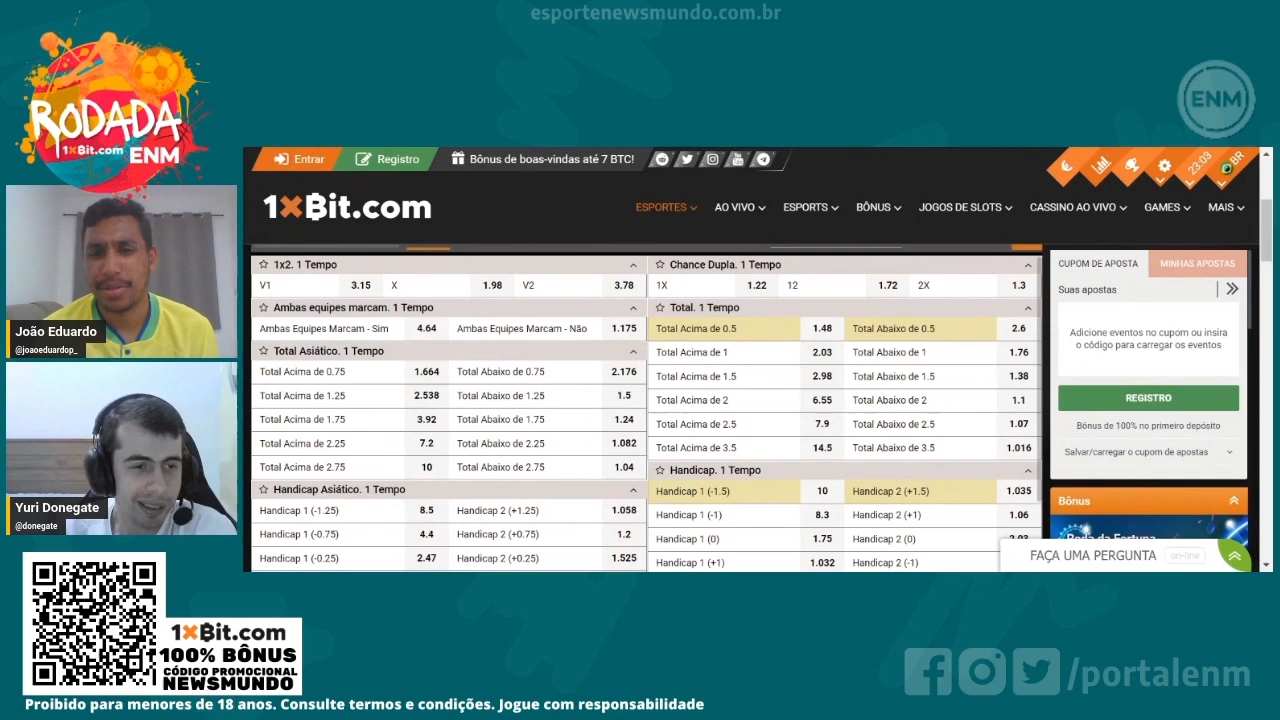 esportenewsmundo.com.br
ENM
RODADA
1×Bit.com ENM
Entrar
Registro
Bônus de boas-vindas até 7 BTC!
€
23:03
BR
1×Bit.com
ESPORTES
AO VIVO
ESPORTS
BÔNUS
JOGOS DE SLOTS
CASSINO AO VIVO
GAMES
MAIS
1x2. 1 Tempo
V1 3.15 X 1.98 V2 3.78
Ambas equipes marcam. 1 Tempo
Ambas Equipes Marcam - Sim 4.64 Ambas Equipes Marcam - Não 1.175
Total Asiático. 1 Tempo
Total Acima de 0.75 1.664 Total Abaixo de 0.75 2.176
Total Acima de 1.25 2.538 Total Abaixo de 1.25 1.5
Total Acima de 1.75 3.92 Total Abaixo de 1.75 1.24
Total Acima de 2.25 7.2 Total Abaixo de 2.25 1.082
Total Acima de 2.75 10 Total Abaixo de 2.75 1.04
Handicap Asiático. 1 Tempo
Handicap 1 (-1.25) 8.5 Handicap 2 (+1.25) 1.058
Handicap 1 (-0.75) 4.4 Handicap 2 (+0.75) 1.2
Handicap 1 (-0.25) 2.47 Handicap 2 (+0.25) 1.525
Chance Dupla. 1 Tempo
1X 1.22 12 1.72 2X 1.3
Total. 1 Tempo
Total Acima de 0.5 1.48 Total Abaixo de 0.5 2.6
Total Acima de 1 2.03 Total Abaixo de 1 1.76
Total Acima de 1.5 2.98 Total Abaixo de 1.5 1.38
Total Acima de 2 6.55 Total Abaixo de 2 1.1
Total Acima de 2.5 7.9 Total Abaixo de 2.5 1.07
Total Acima de 3.5 14.5 Total Abaixo de 3.5 1.016
Handicap. 1 Tempo
Handicap 1 (-1.5) 10 Handicap 2 (+1.5) 1.035
Handicap 1 (-1) 8.3 Handicap 2 (+1) 1.06
Handicap 1 (0) 1.75 Handicap 2 (0)
Handicap 1 (+1) 1.032 Handicap 2 (-1)
CUPOM DE APOSTA
MINHAS APOSTAS
Suas apostas
Adicione eventos no cupom ou insira
o código para carregar os eventos
REGISTRO
Bônus de 100% no primeiro depósito
Salvar/carregar o cupom de apostas
Bônus
Roda da Fortuna
FAÇA UMA PERGUNTA on-line
João Eduardo
@joaoeduardop_
Yuri Donegate
@donegate
1×Bit.com
100% BÔNUS
CÓDIGO PROMOCIONAL
NEWSMUNDO
/portalenm
Proibido para menores de 18 anos. Consulte termos e condições. Jogue com responsabilidade